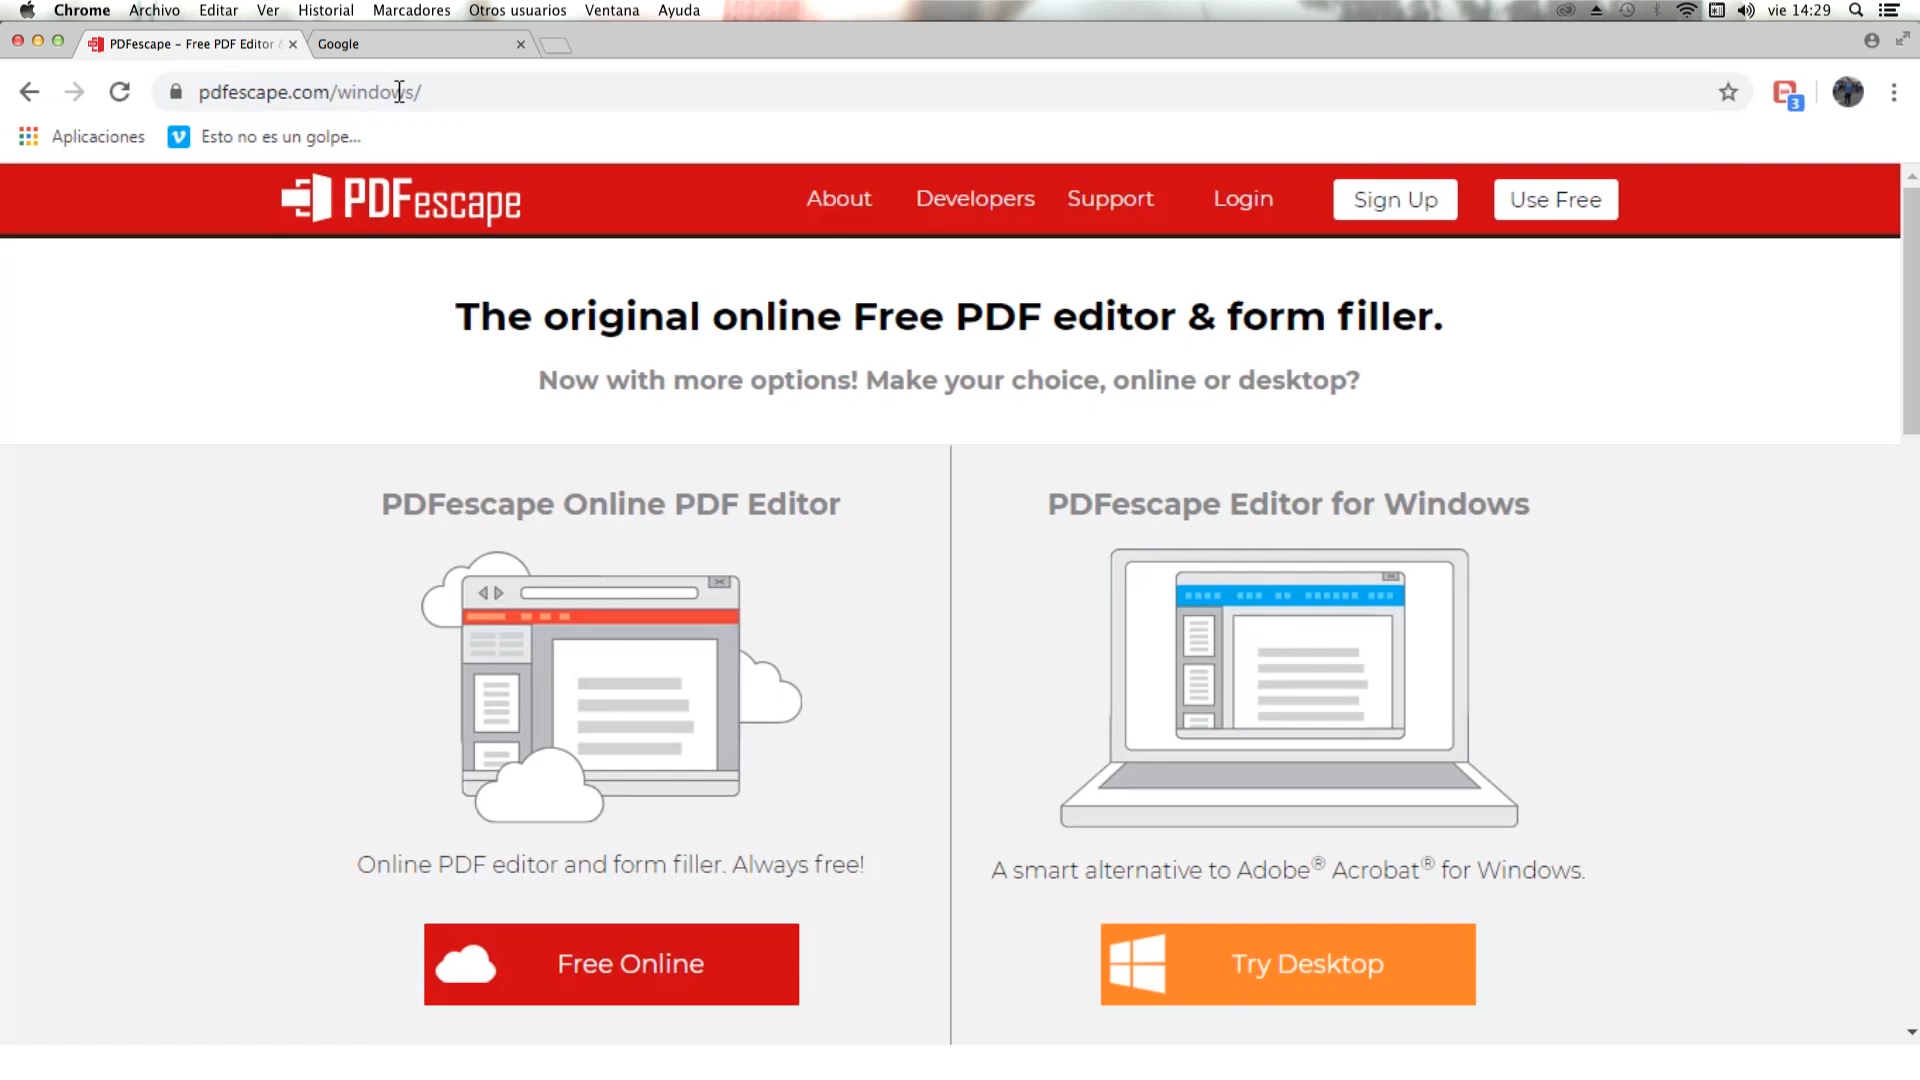 Chrome Archivo Editar Ver Historial Marcadores Otros usuarios Ventana Ayuda vie 14:29
PDFescape - Free PDF Editor Google
pdfescape.com/windows/ 3
Aplicaciones Esto no es un golpe...
PDFescape About Developers Support Login Sign Up Use Free
The original online Free PDF editor & form filler.
Now with more options! Make your choice, online or desktop?
PDFescape Online PDF Editor
Online PDF editor and form filler. Always free!
Free Online
PDFescape Editor for Windows
A smart alternative to Adobe® Acrobat® for Windows.
Try Desktop